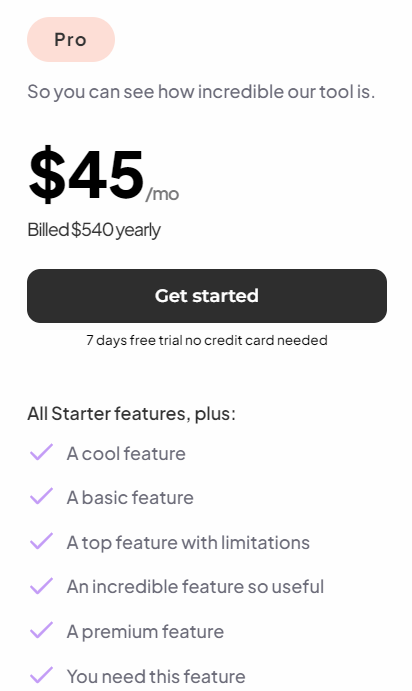 Pro
So you can see how incredible our tool is.
$45/mo
Billed $540 yearly
Get started
7 days free trial no credit card needed
All Starter features, plus:
A cool feature
A basic feature
A top feature with limitations
An incredible feature so useful
A premium feature
You need this feature